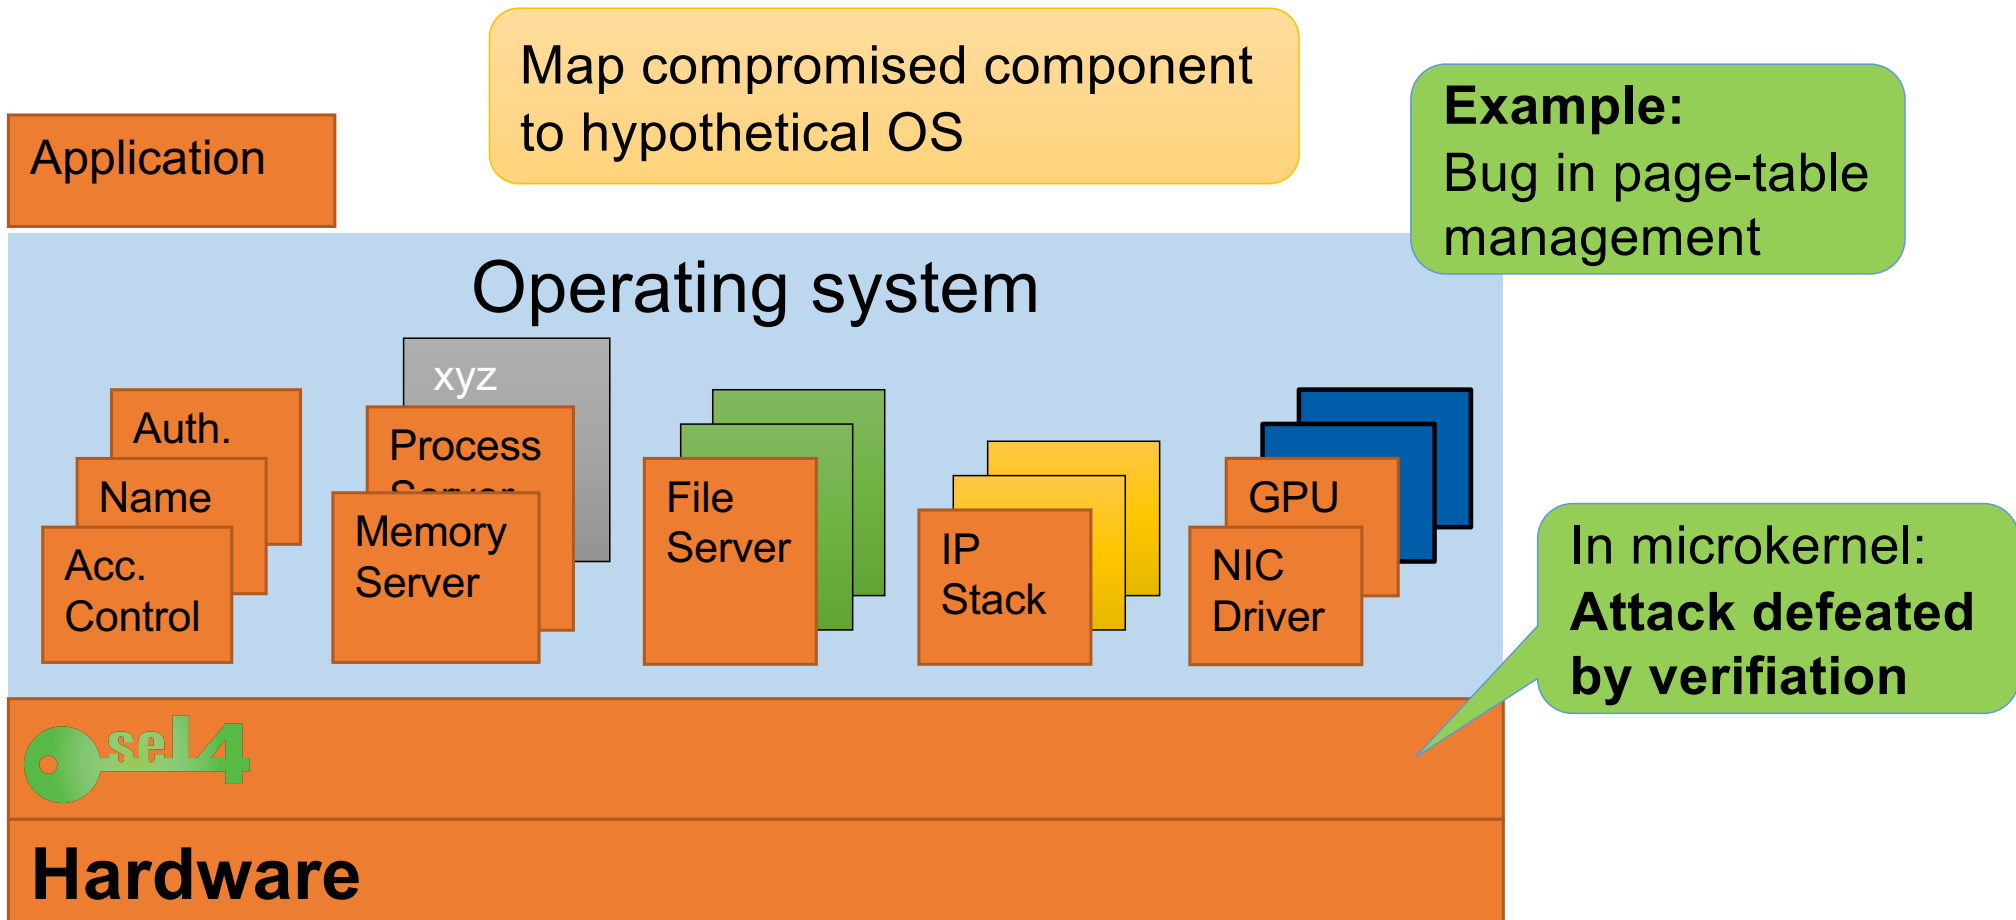 Map compromised component
to hypothetical OS
Example:
Bug in page-table
management
Application
Operating system
xyz
Auth.
Name
Acc.
Control
Process
Server
Memory
Server
File
Server
IP
Stack
GPU
NIC
Driver
In microkernel:
Attack defeated
by verifiation
seL4
Hardware